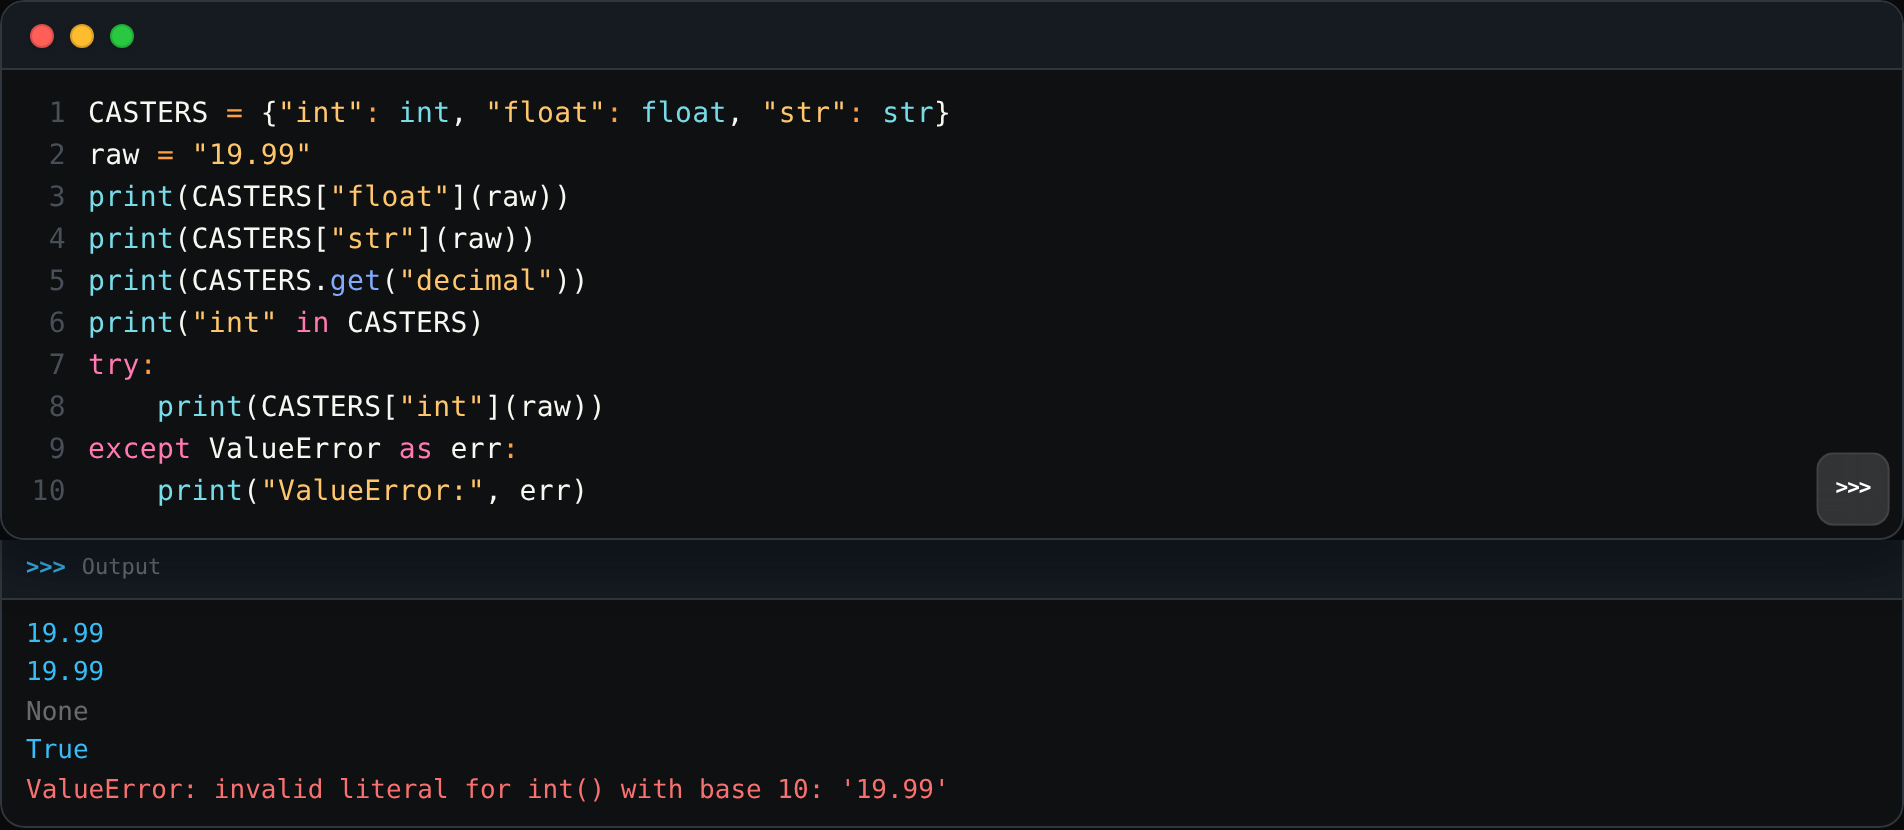 1 CASTERS = {"int": int, "float": float, "str": str}
2 raw = "19.99"
3 print(CASTERS["float"](raw))
4 print(CASTERS["str"](raw))
5 print(CASTERS.get("decimal"))
6 print("int" in CASTERS)
7 try:
8     print(CASTERS["int"](raw))
9 except ValueError as err:
10     print("ValueError:", err)
>>>
>>> Output
19.99
19.99
None
True
ValueError: invalid literal for int() with base 10: '19.99'